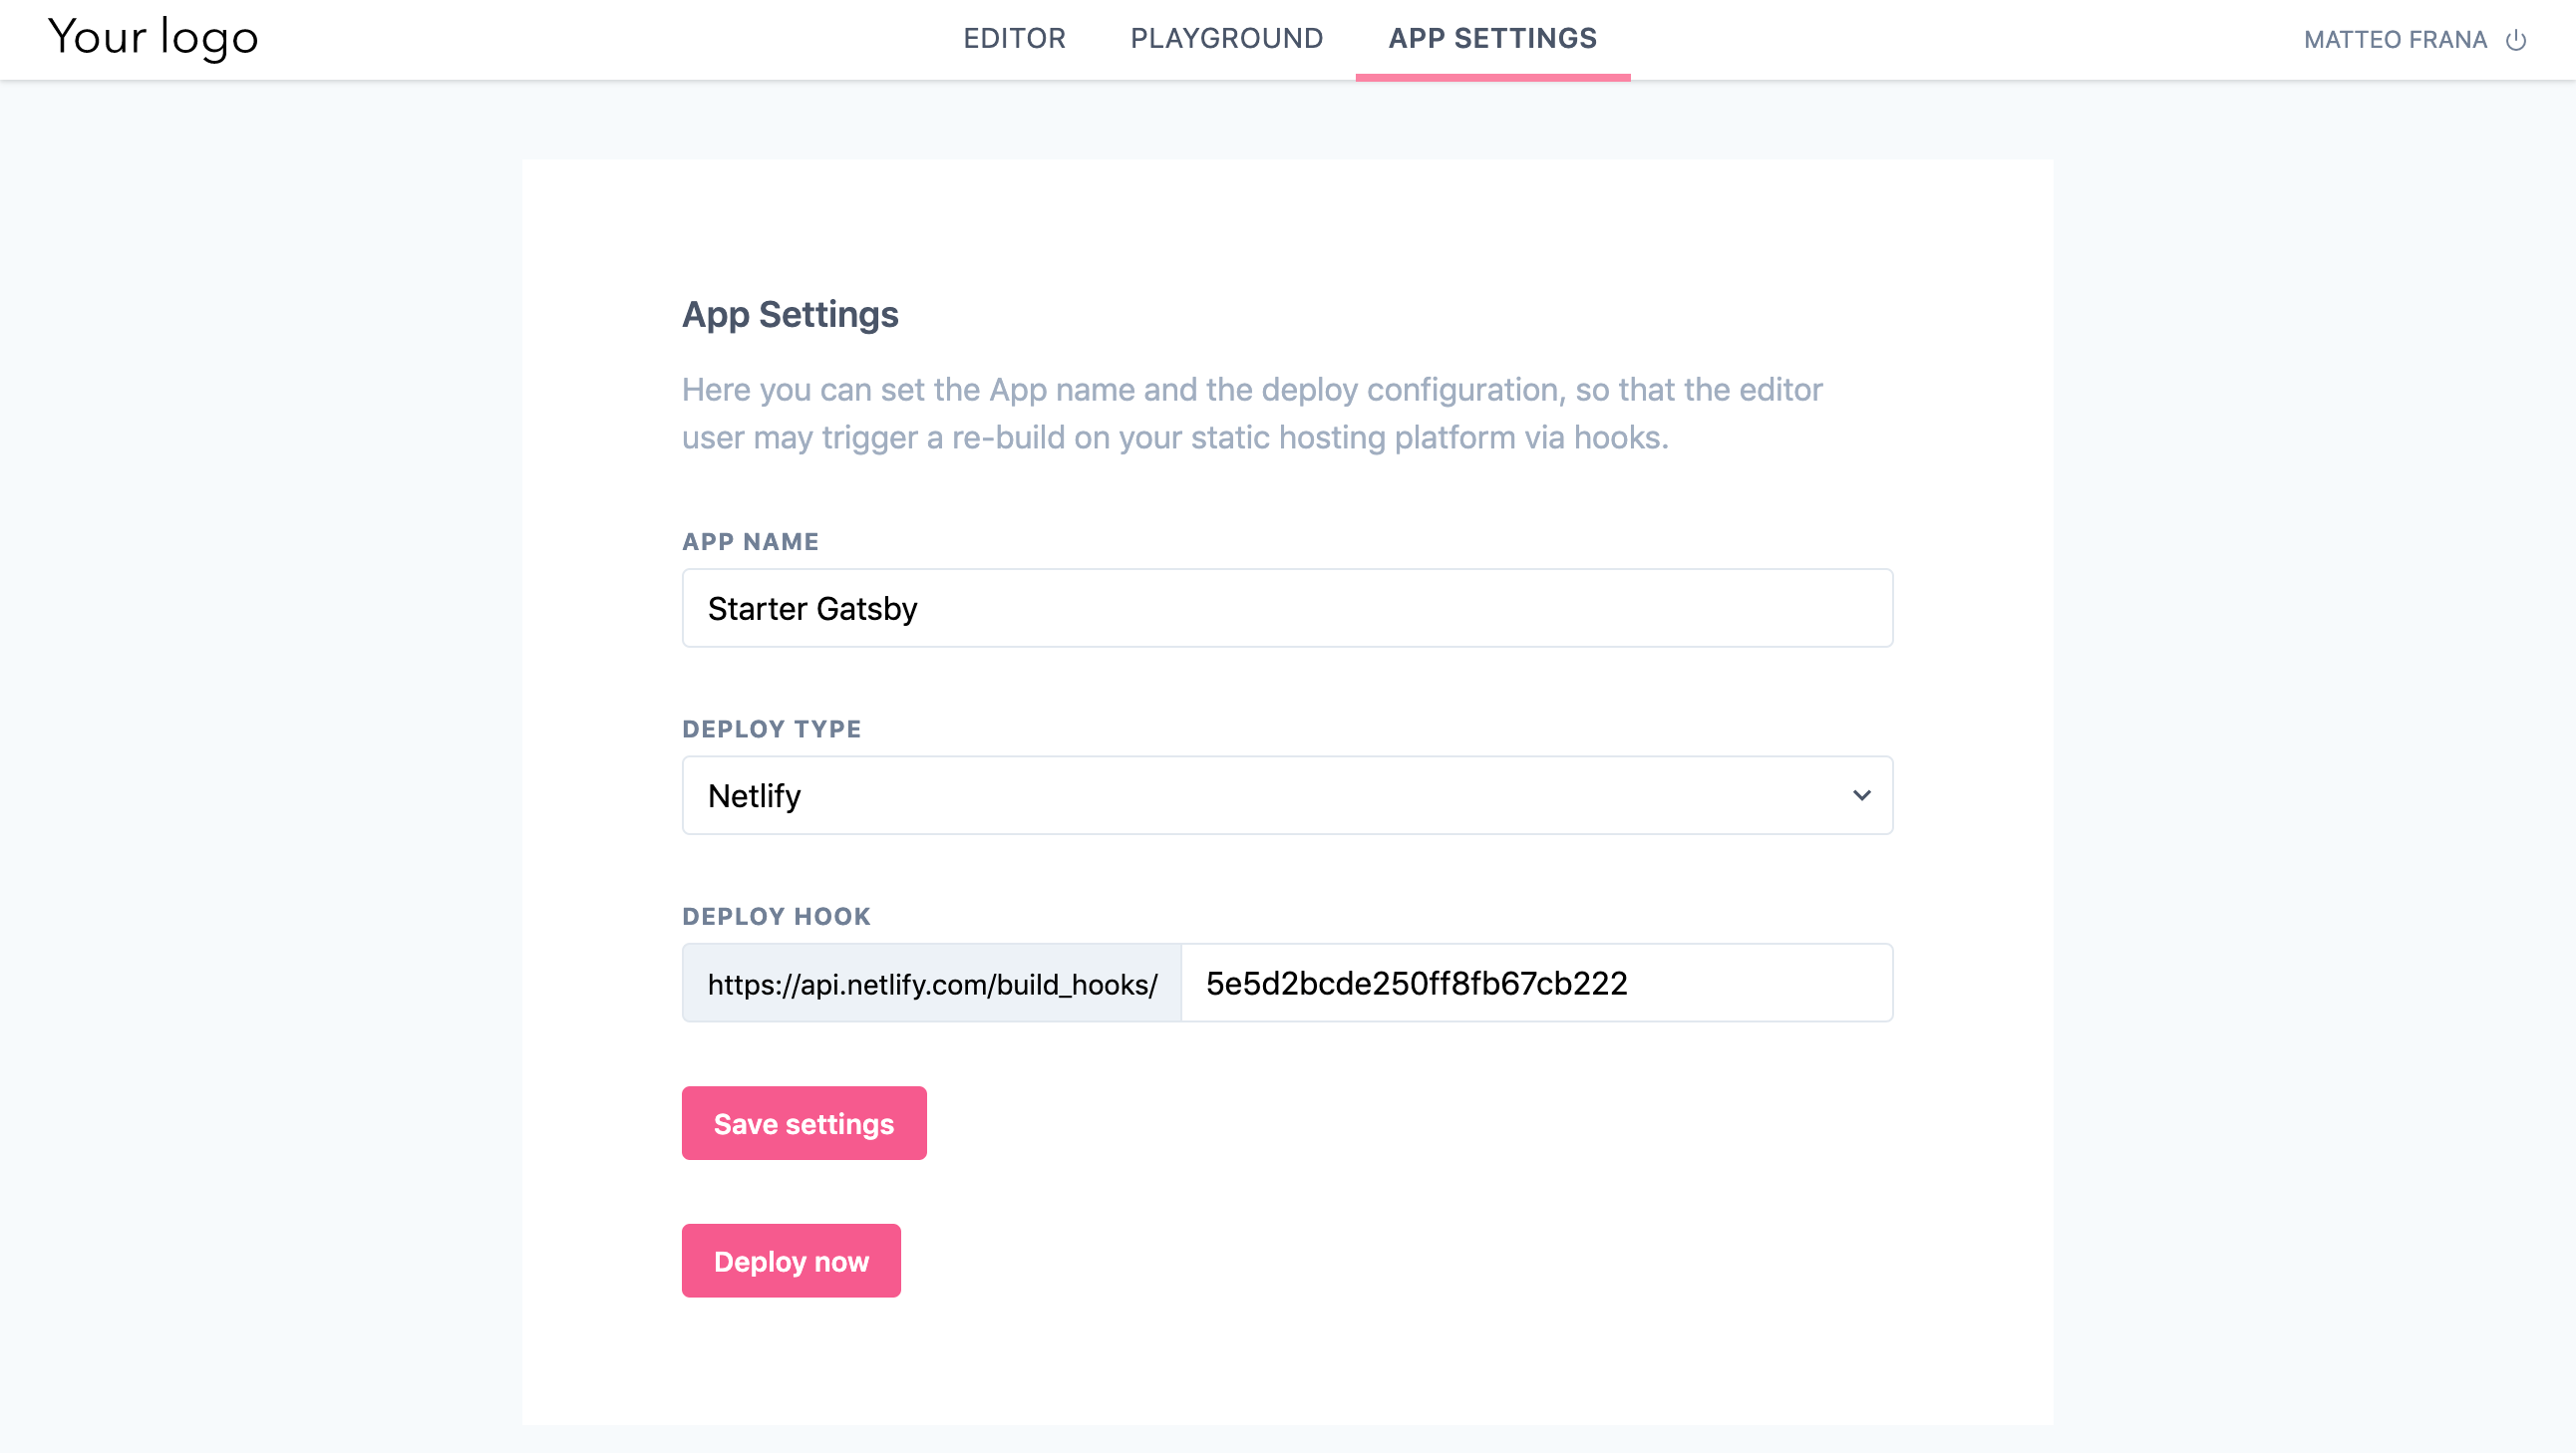 Your logo
EDITOR
PLAYGROUND
APP SETTINGS
MATTEO FRANA
App Settings
Here you can set the App name and the deploy configuration, so that the editor
user may trigger a re-build on your static hosting platform via hooks.
APP NAME
Starter Gatsby
DEPLOY TYPE
Netlify
DEPLOY HOOK
https://api.netlify.com/build_hooks/ 5e5d2bcde250ff8fb67cb222
Save settings
Deploy now